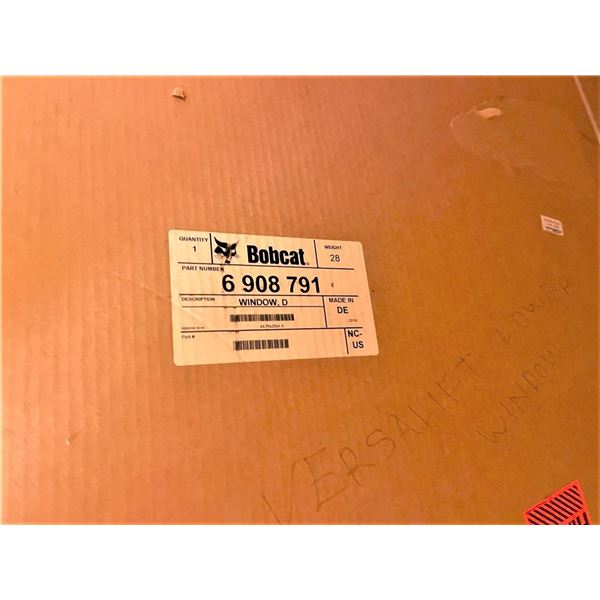 QUANTITY
1
Bobcat
WEIGHT
28
PART NUMBER
6 908 791
DESCRIPTION
WINDOW, D
MADE IN
DE
Part #
NC-
US
VERSALIFT LOWER
WINDOW